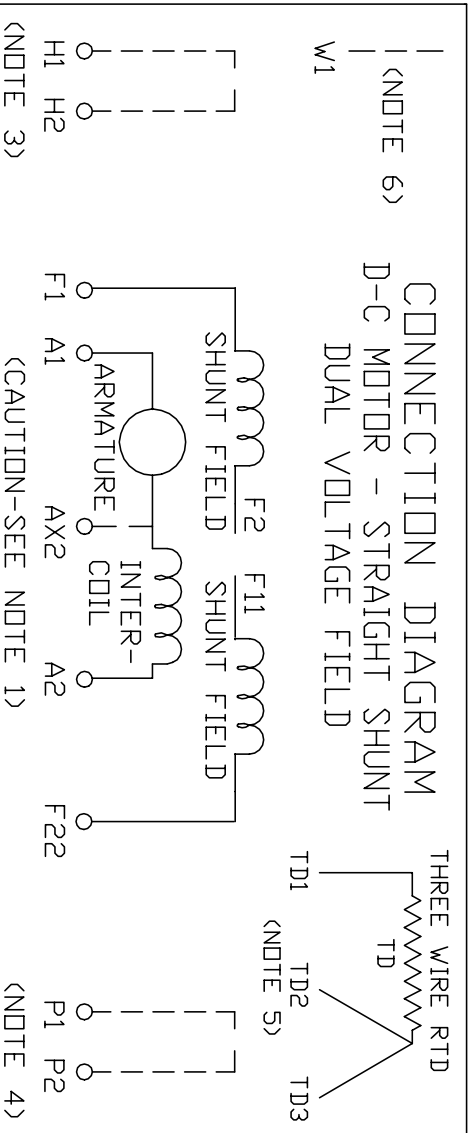 CONNECTION DIAGRAM
D-C MOTOR - STRAIGHT SHUNT
DUAL VOLTAGE FIELD
W1
(NOTE 6)
THREE WIRE RTD
TD
TD1
TD2
TD3
(NOTE 5)
F2
F11
SHUNT FIELD
SHUNT FIELD
ARMATURE
INTER-
COIL
H1
H2
F1
A1
AX2
A2
F22
P1
P2
(NOTE 3)
(CAUTION-SEE NOTE 1)
(NOTE 4)